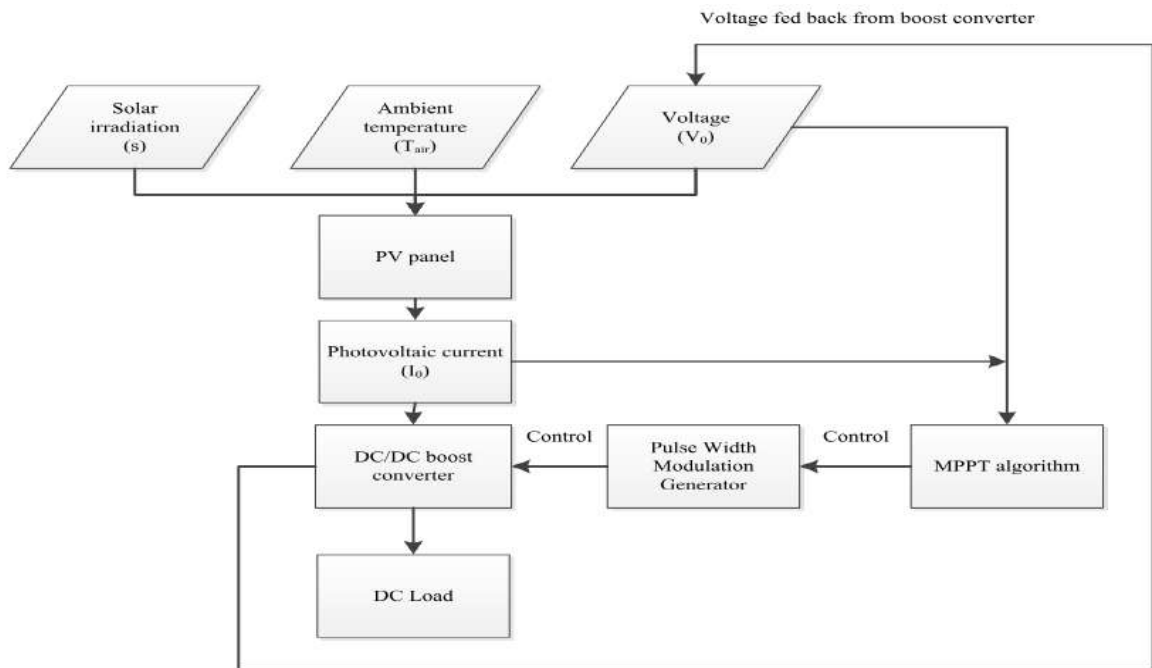 Voltage fed back from boost converter
Solar
irradiation
(s)
Ambient
temperature
(Tair)
Voltage
(V0)
PV panel
Photovoltaic current
(I0)
DC/DC boost
converter
Control
Pulse Width
Modulation
Generator
Control
MPPT algorithm
DC Load